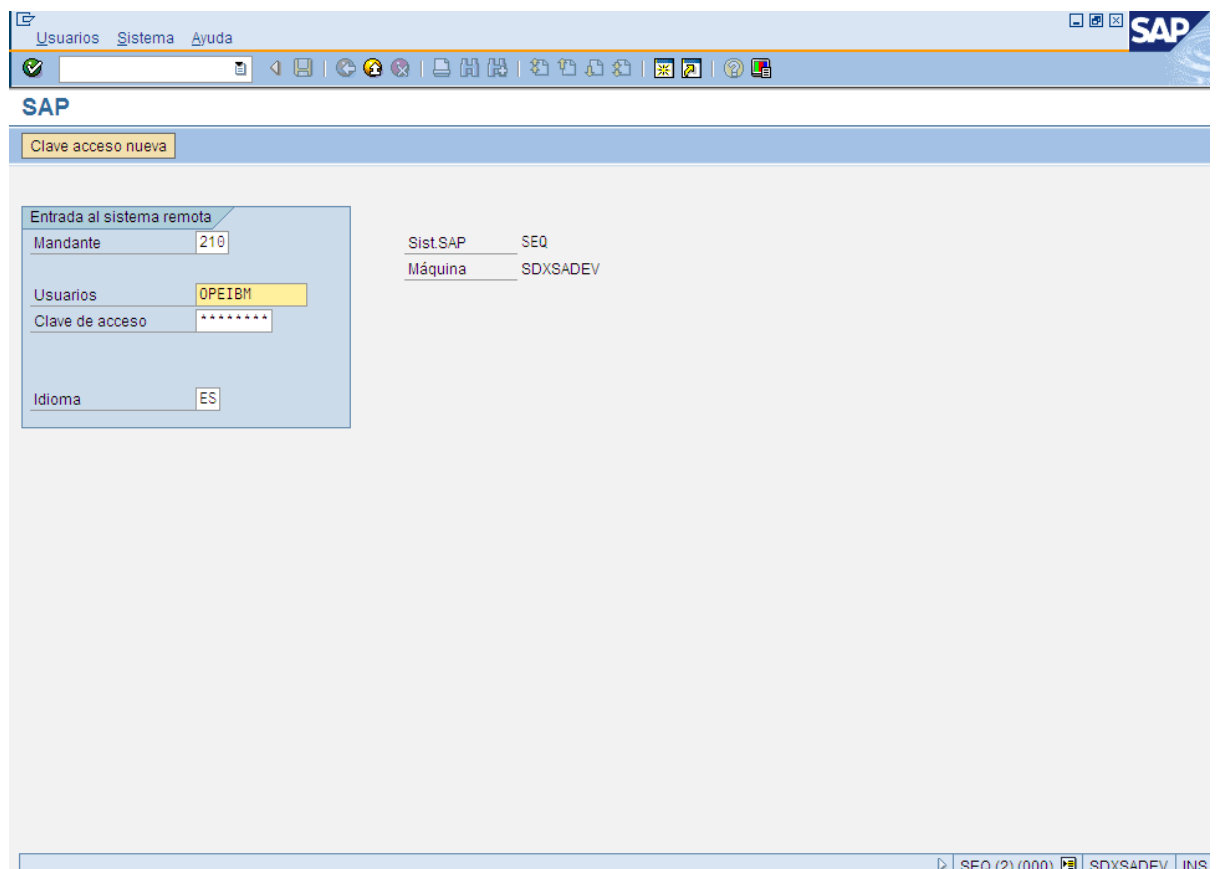 Usuarios Sistema Ayuda
SAP
SAP
Clave acceso nueva
Entrada al sistema remota
Mandante 210
Sist.SAP SEQ
Máquina SDXSADEV
Usuarios OPEIBM
Clave de acceso ********
Idioma ES
SEQ (2) (000) SDXSADEV INS